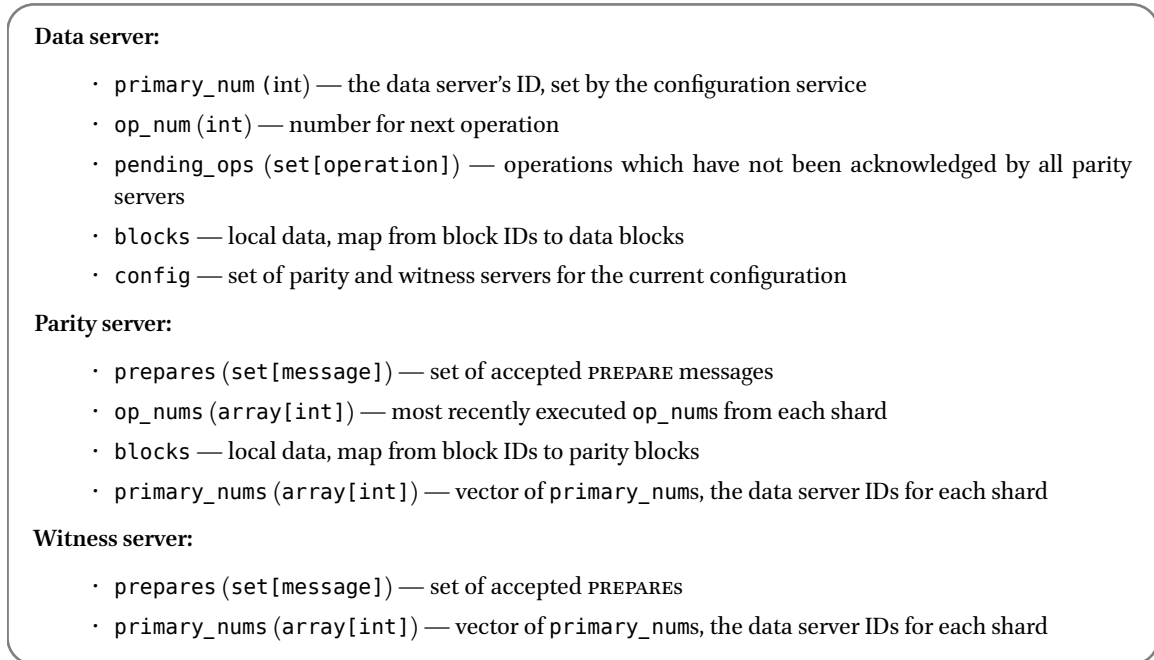 Data server:
· primary_num (int) — the data server's ID, set by the configuration service
· op_num (int) — number for next operation
· pending_ops (set[operation]) — operations which have not been acknowledged by all parity
servers
· blocks — local data, map from block IDs to data blocks
· config — set of parity and witness servers for the current configuration
Parity server:
· prepares (set[message]) — set of accepted PREPARE messages
· op_nums (array[int]) — most recently executed op_nums from each shard
· blocks — local data, map from block IDs to parity blocks
· primary_nums (array[int]) — vector of primary_nums, the data server IDs for each shard
Witness server:
· prepares (set[message]) — set of accepted PREPAREs
· primary_nums (array[int]) — vector of primary_nums, the data server IDs for each shard